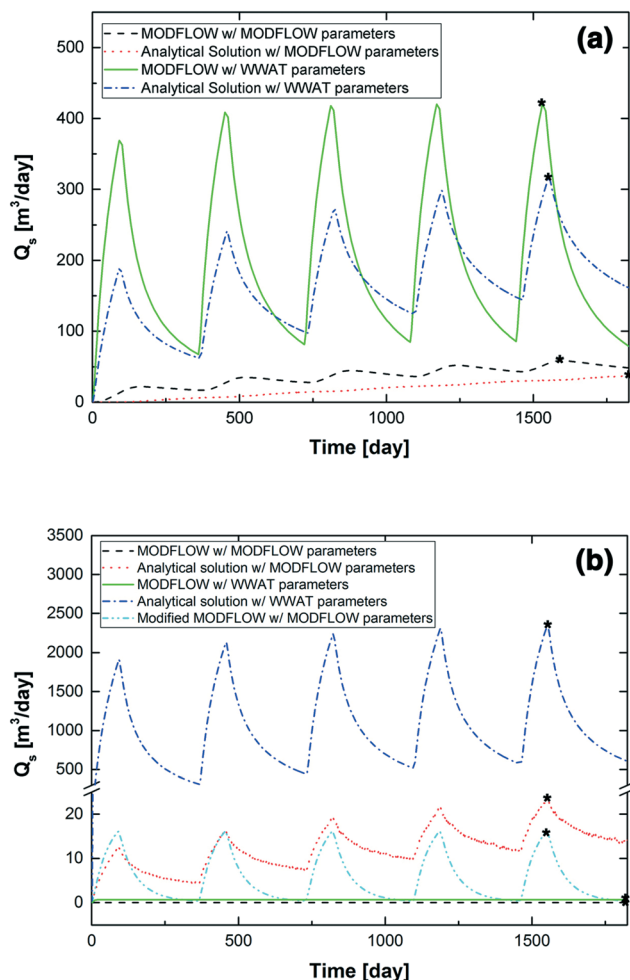 (a)
MODFLOW w/ MODFLOW parameters
Analytical Solution w/ MODFLOW parameters
MODFLOW w/ WWAT parameters
Analytical Solution w/ WWAT parameters
500
400
300
200
100
0
Qs [m³/day]
*
*
*
*
0
500
1000
1500
Time [day]
(b)
MODFLOW w/ MODFLOW parameters
Analytical solution w/ MODFLOW parameters
MODFLOW w/ WWAT parameters
Analytical solution w/ WWAT parameters
Modified MODFLOW w/ MODFLOW parameters
3500
3000
2500
2000
1500
1000
500
20
10
0
Qs [m³/day]
*
*
*
*
*
0
500
1000
1500
Time [day]